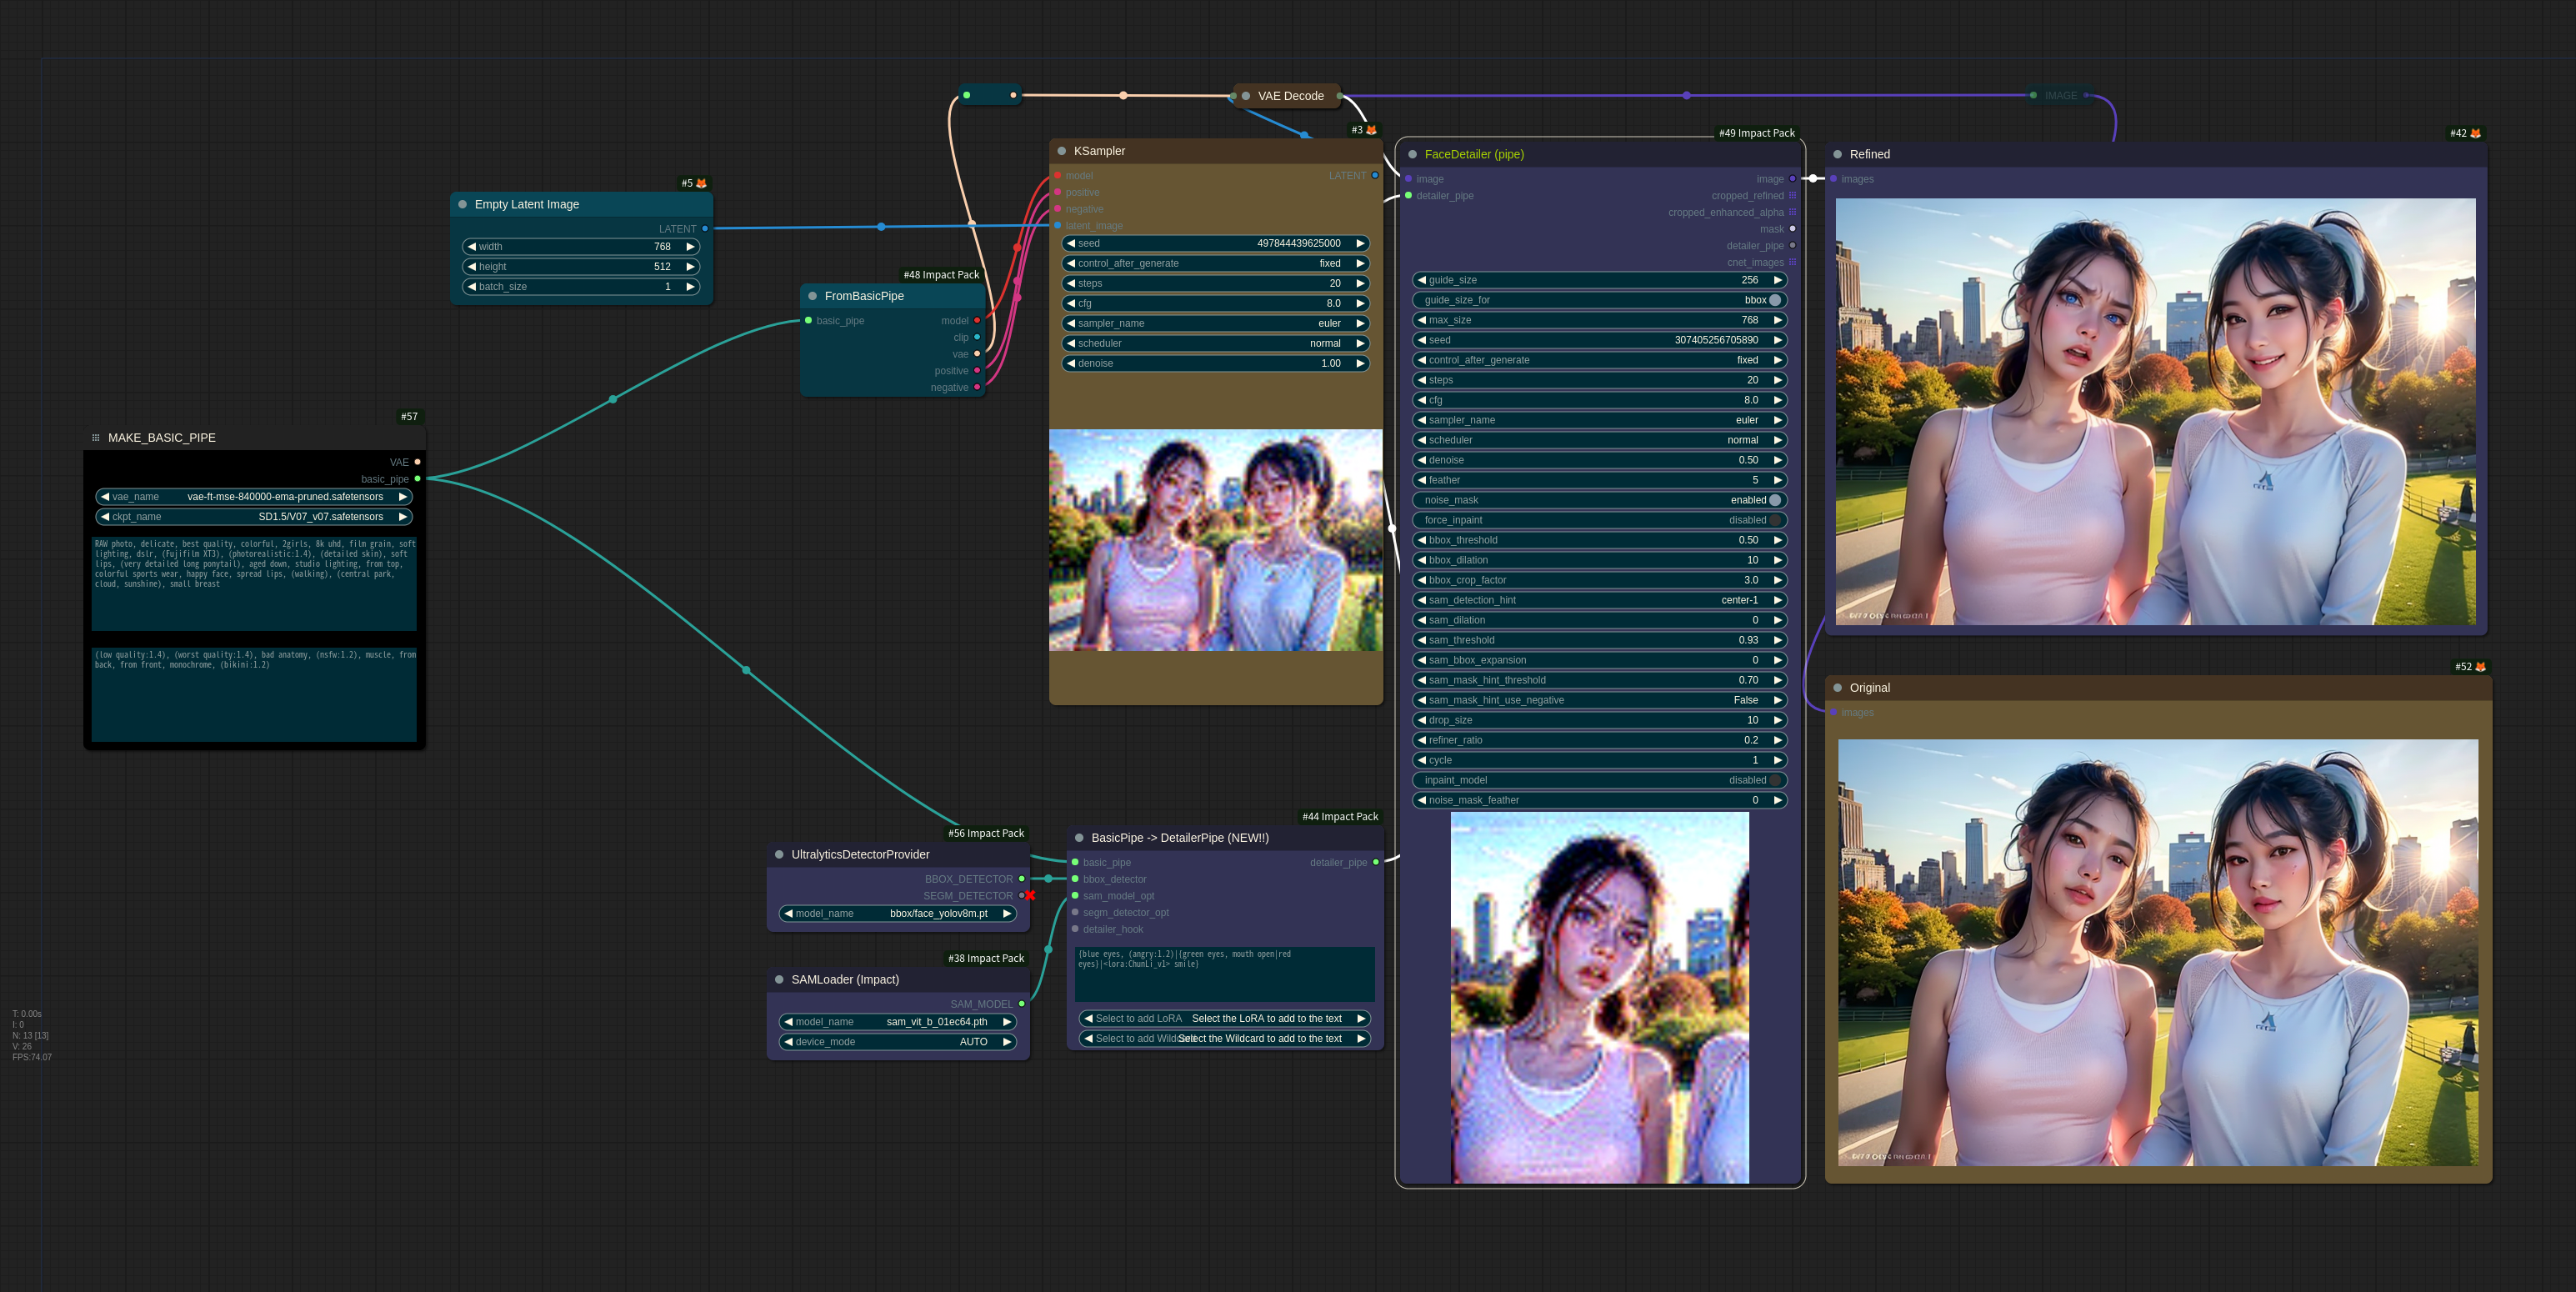 VAE Decode
IMAGE
#3
KSampler
model
LATENT
positive
negative
latent_image
seed 497844439625000
control_after_generate fixed
steps 20
cfg 8.0
sampler_name euler
scheduler normal
denoise 1.00
#5
Empty Latent Image
LATENT
width 768
height 512
batch_size 1
#48 Impact Pack
FromBasicPipe
basic_pipe model
clip
vae
positive
negative
#57
MAKE_BASIC_PIPE
VAE
basic_pipe
vae_name vae-ft-mse-840000-ema-pruned.safetensors
ckpt_name SD1.5/V07_v07.safetensors
RAW photo, delicate, best quality, colorful, 2girls, 8k uhd, film grain, soft
lighting, dslr, (Fujifilm XT3), (photorealistic:1.4), (detailed skin), soft
lips, (very detailed long ponytail), aged down, studio lighting, from top,
colorful sports wear, happy face, spread lips, (walking), (central park,
cloud, sunshine), small breast
(low quality:1.4), (worst quality:1.4), bad anatomy, (nsfw:1.2), muscle, from
back, from front, monochrome, (bikini:1.2)
#56 Impact Pack
UltralyticsDetectorProvider
BBOX_DETECTOR
SEGM_DETECTOR
model_name bbox/face_yolov8m.pt
#38 Impact Pack
SAMLoader (Impact)
SAM_MODEL
model_name sam_vit_b_01ec64.pth
device_mode AUTO
#44 Impact Pack
BasicPipe -> DetailerPipe (NEW!!)
basic_pipe detailer_pipe
bbox_detector
sam_model_opt
segm_detector_opt
detailer_hook
{blue eyes, (angry:1.2)|{green eyes, mouth open|red
eyes}|<lora:ChunLi_v1> smile}
Select to add LoRA Select the LoRA to add to the text
Select to add Select the Wildcard to add to the text
#49 Impact Pack
FaceDetailer (pipe)
image image
detailer_pipe cropped_refined
cropped_enhanced_alpha
mask
detailer_pipe
cnet_images
guide_size 256
guide_size_for bbox
max_size 768
seed 307405256705890
control_after_generate fixed
steps 20
cfg 8.0
sampler_name euler
scheduler normal
denoise 0.50
feather 5
noise_mask enabled
force_inpaint disabled
bbox_threshold 0.50
bbox_dilation 10
bbox_crop_factor 3.0
sam_detection_hint center-1
sam_dilation 0
sam_threshold 0.93
sam_bbox_expansion 0
sam_mask_hint_threshold 0.70
sam_mask_hint_use_negative False
drop_size 10
refiner_ratio 0.2
cycle 1
inpaint_model disabled
noise_mask_feather 0
#42
Refined
images
#52
Original
images
T: 0.00s
I: 0
N: 13 [13]
V: 26
FPS:74.07